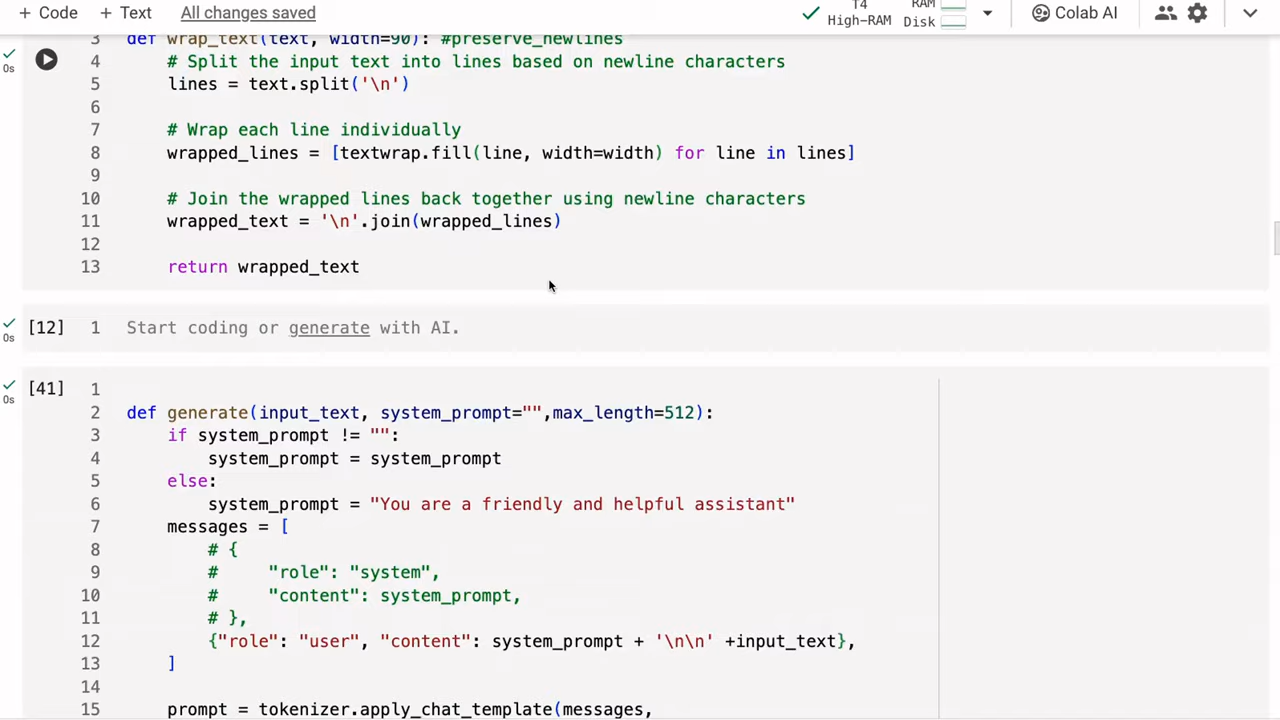 + Code + Text All changes saved
T4
High-RAM
RAM
Disk
Colab AI
3 def wrap_text(text, width=90): #preserve_newlines
0s
4 # Split the input text into lines based on newline characters
5 lines = text.split('\n')
6
7 # Wrap each line individually
8 wrapped_lines = [textwrap.fill(line, width=width) for line in lines]
9
10 # Join the wrapped lines back together using newline characters
11 wrapped_text = '\n'.join(wrapped_lines)
12
13 return wrapped_text
0s
[12] 1 Start coding or generate with AI.
0s
[41] 1
2 def generate(input_text, system_prompt="",max_length=512):
3 if system_prompt != "":
4 system_prompt = system_prompt
5 else:
6 system_prompt = "You are a friendly and helpful assistant"
7 messages = [
8 # {
9 # "role": "system",
10 # "content": system_prompt,
11 # },
12 {"role": "user", "content": system_prompt + '\n\n' +input_text},
13 ]
14
15 prompt = tokenizer.apply_chat_template(messages,